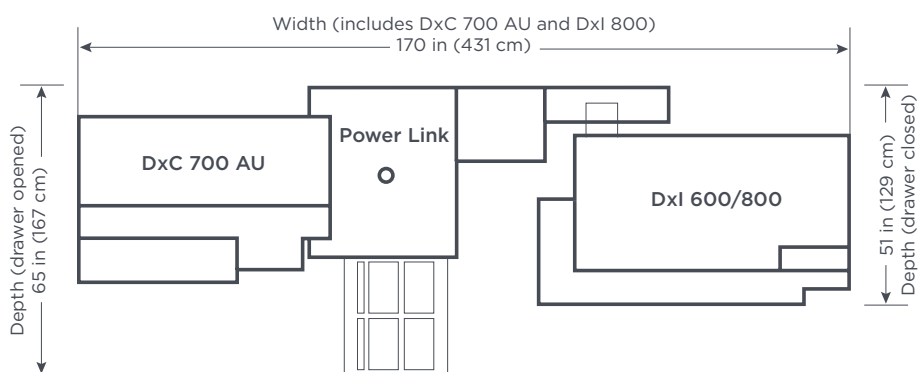 Width (includes DxC 700 AU and DxI 800)
170 in (431 cm)
Depth (drawer opened)
65 in (167 cm)
DxC 700 AU
Power Link
DxI 600/800
51 in (129 cm)
Depth (drawer closed)